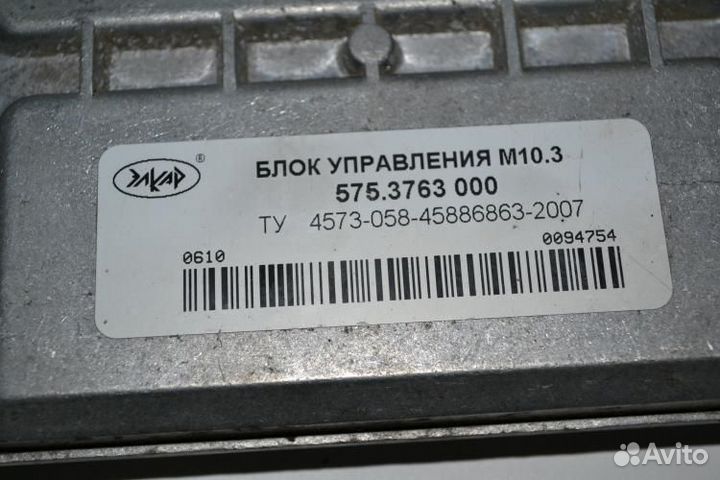 ЭЛКАР ®
БЛОК УПРАВЛЕНИЯ М10.3
575.3763 000
ТУ 4573-058-45886863-2007
0610 0094754
Avito